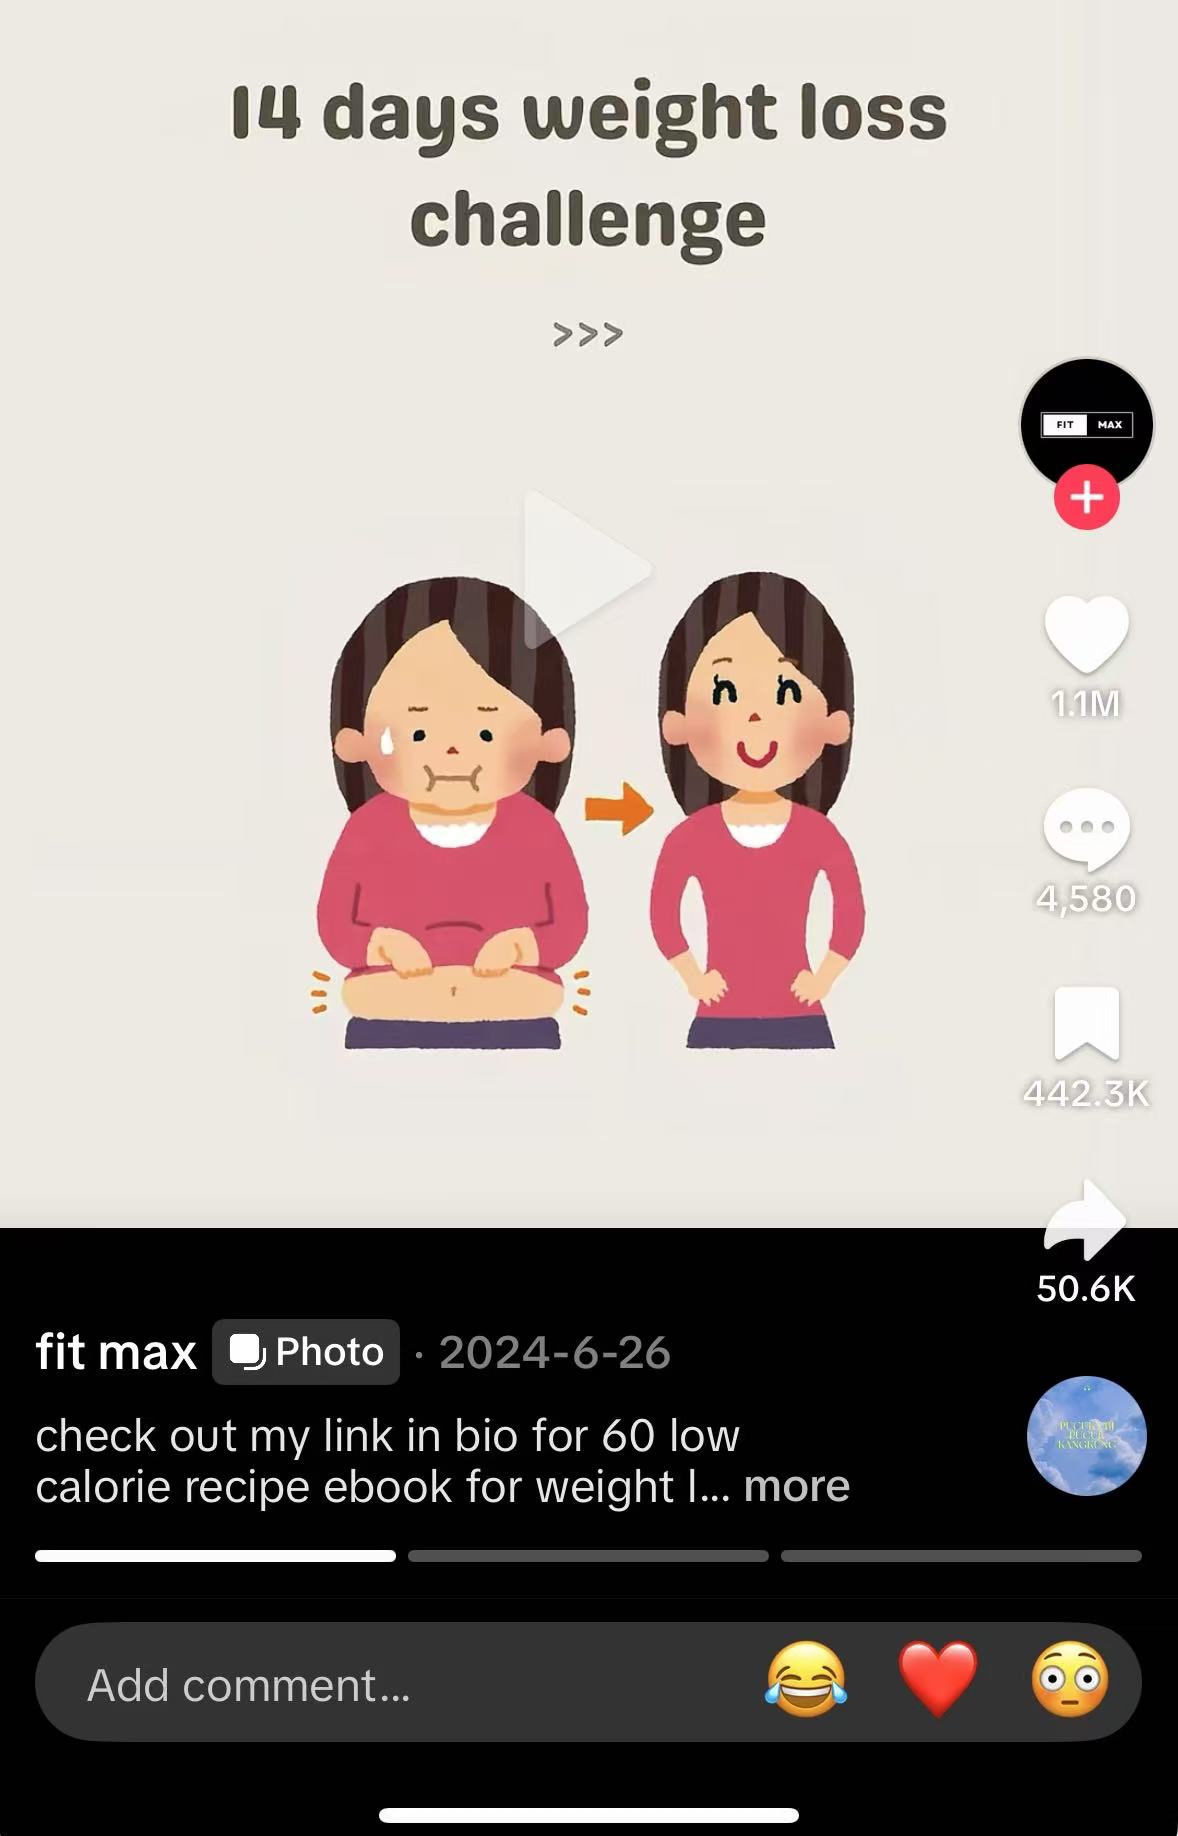 14 days weight loss
challenge
>>>
FIT MAX
1.1M
4,580
442.3K
50.6K
fit max Photo · 2024-6-26
check out my link in bio for 60 low
calorie recipe ebook for weight l... more
PUCUK
KANGKUNG
Add comment...